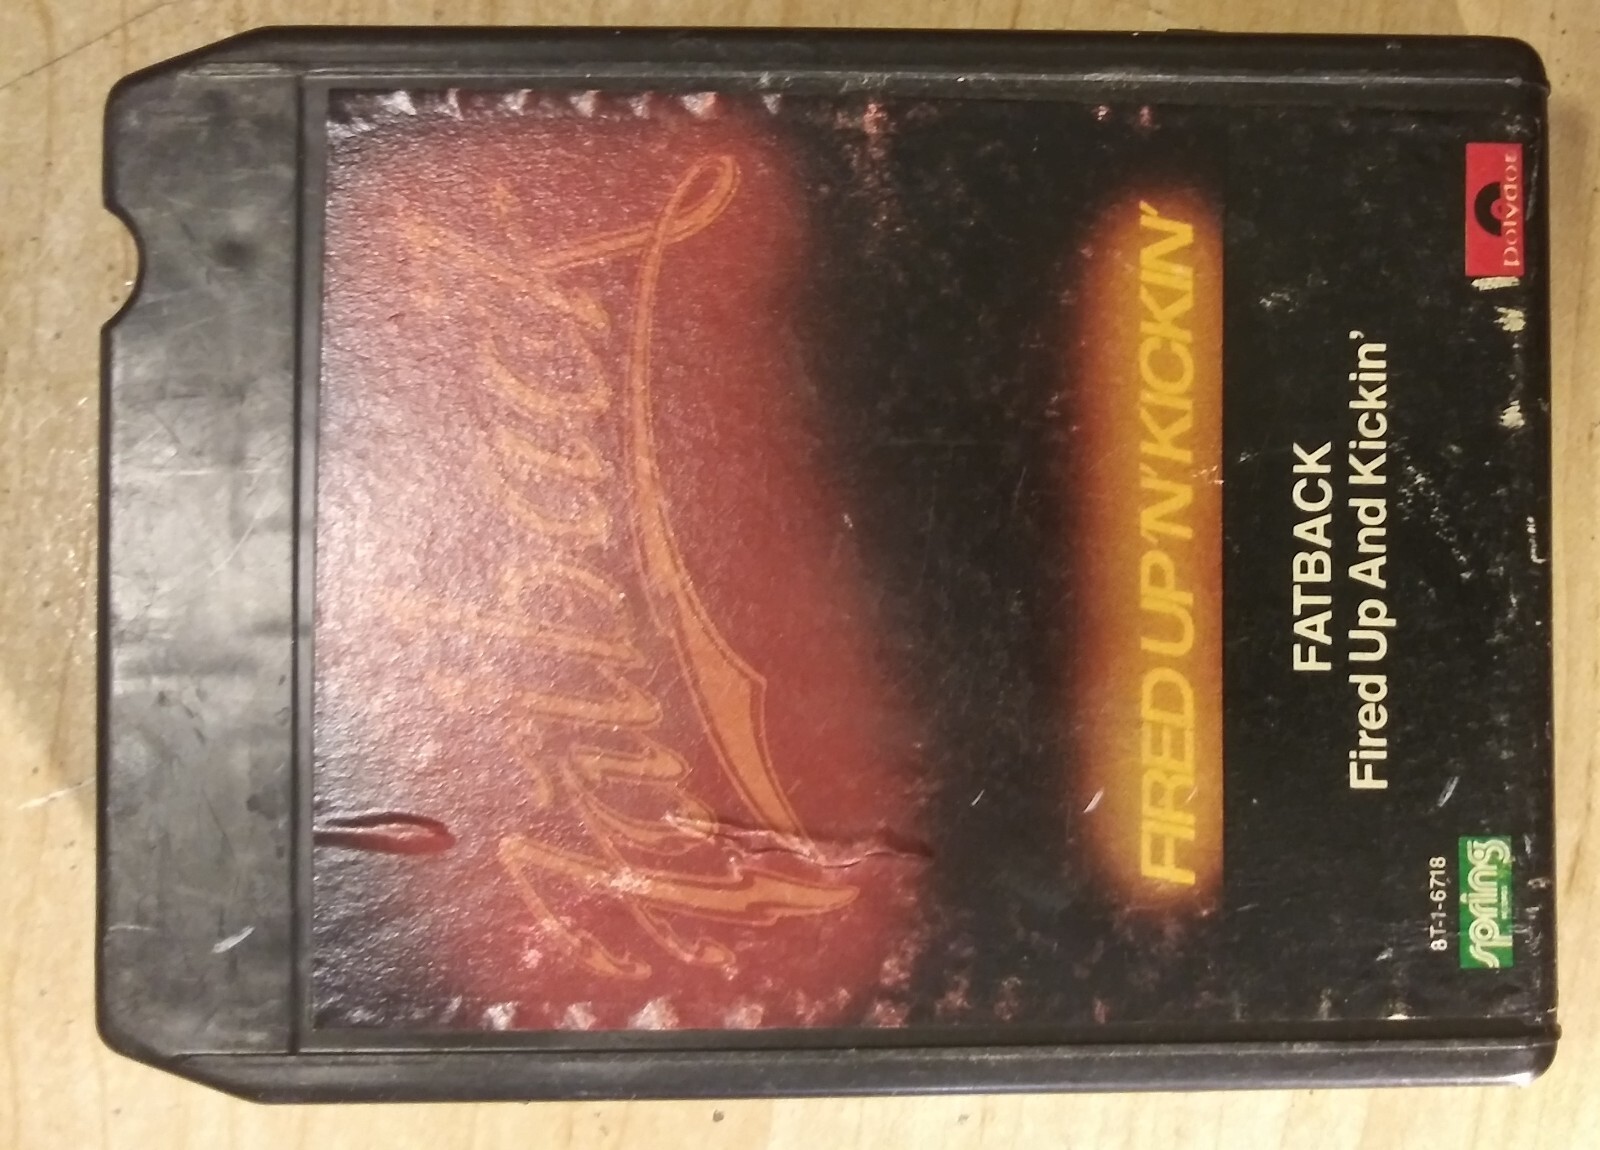 Fatback
FIRED UP 'N' KICKIN'
FATBACK
Fired Up And Kickin'
8T-1-6718
spring
polydor